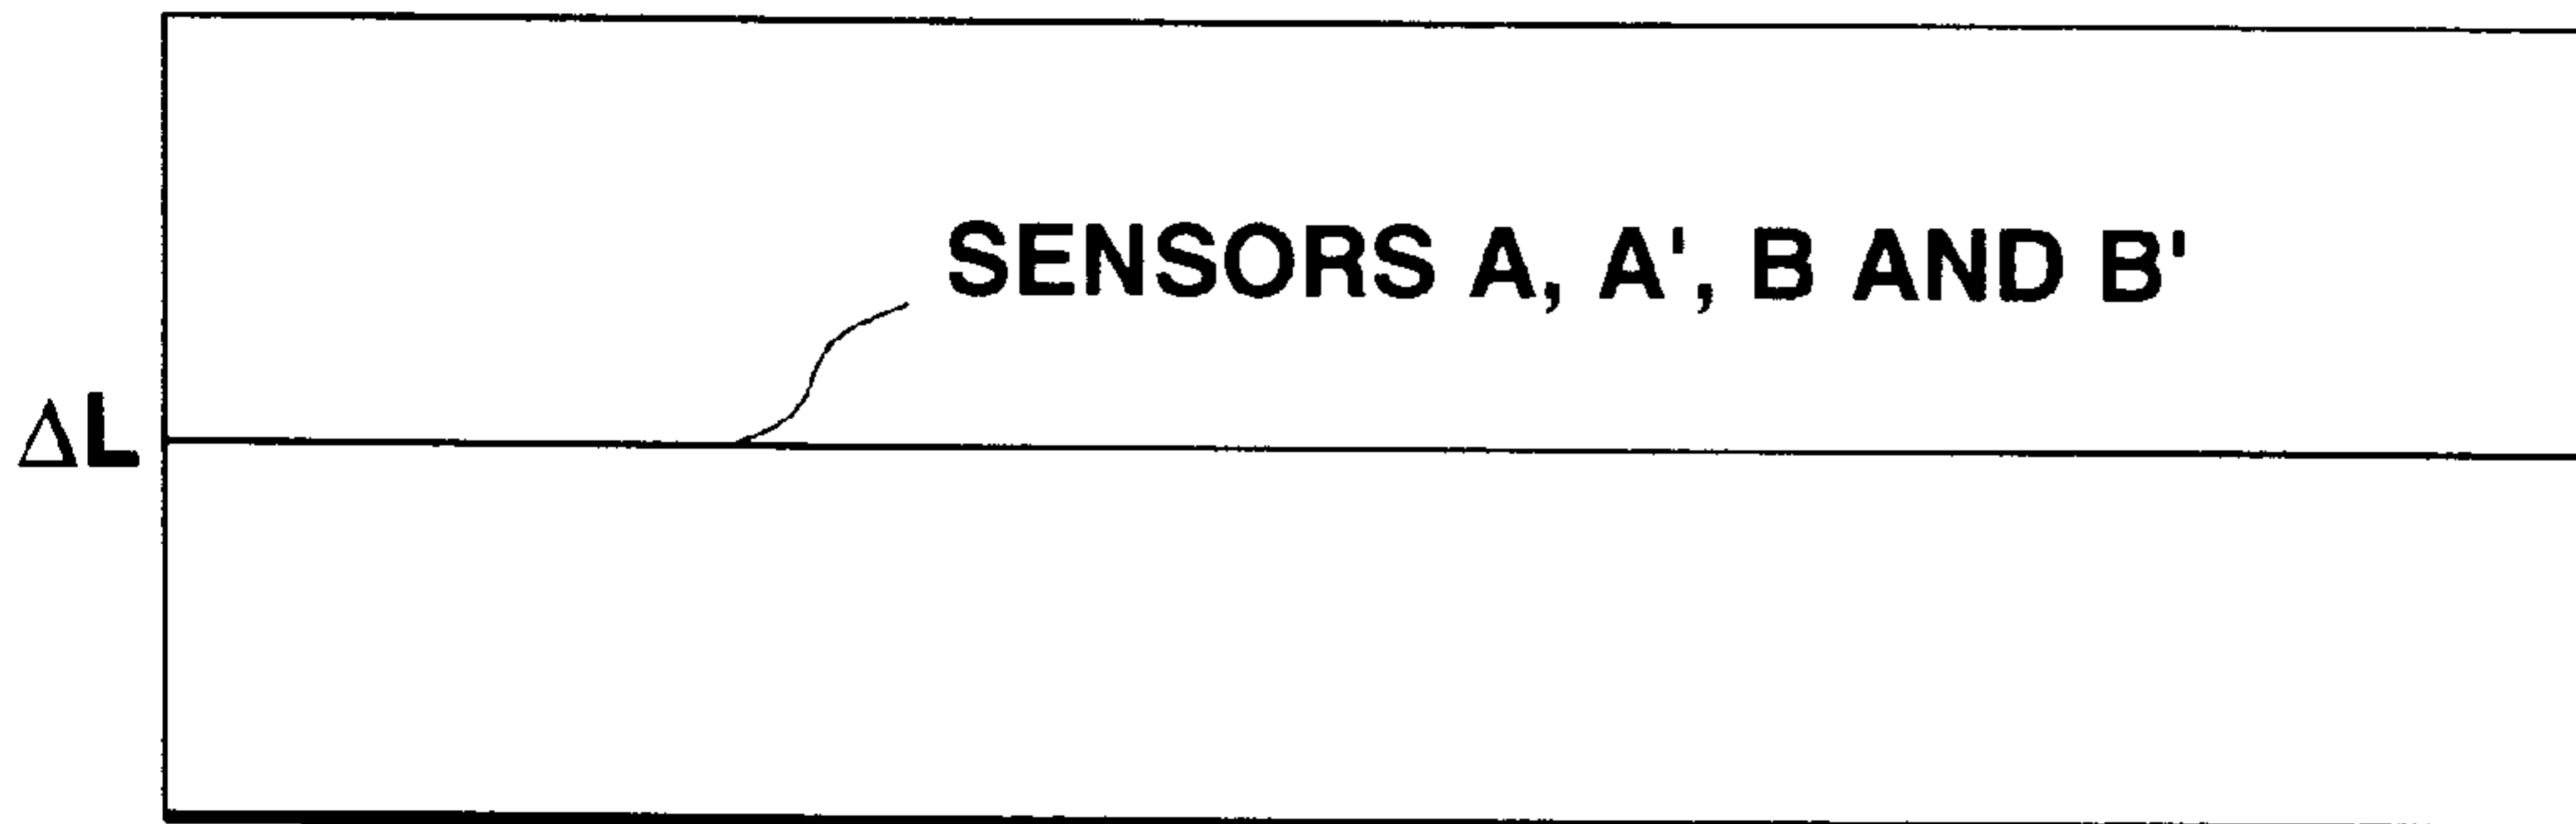 SENSORS A, A', B AND B'
ΔL